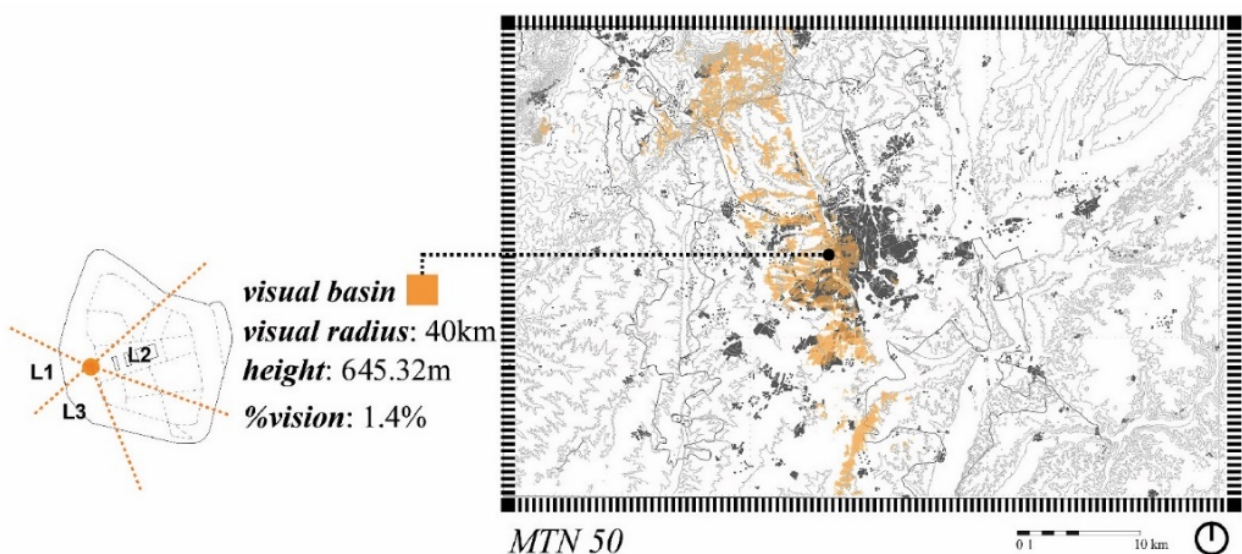 L1
L2
L3
visual basin
visual radius: 40km
height: 645.32m
%vision: 1.4%
MTN 50
0 1 10 km